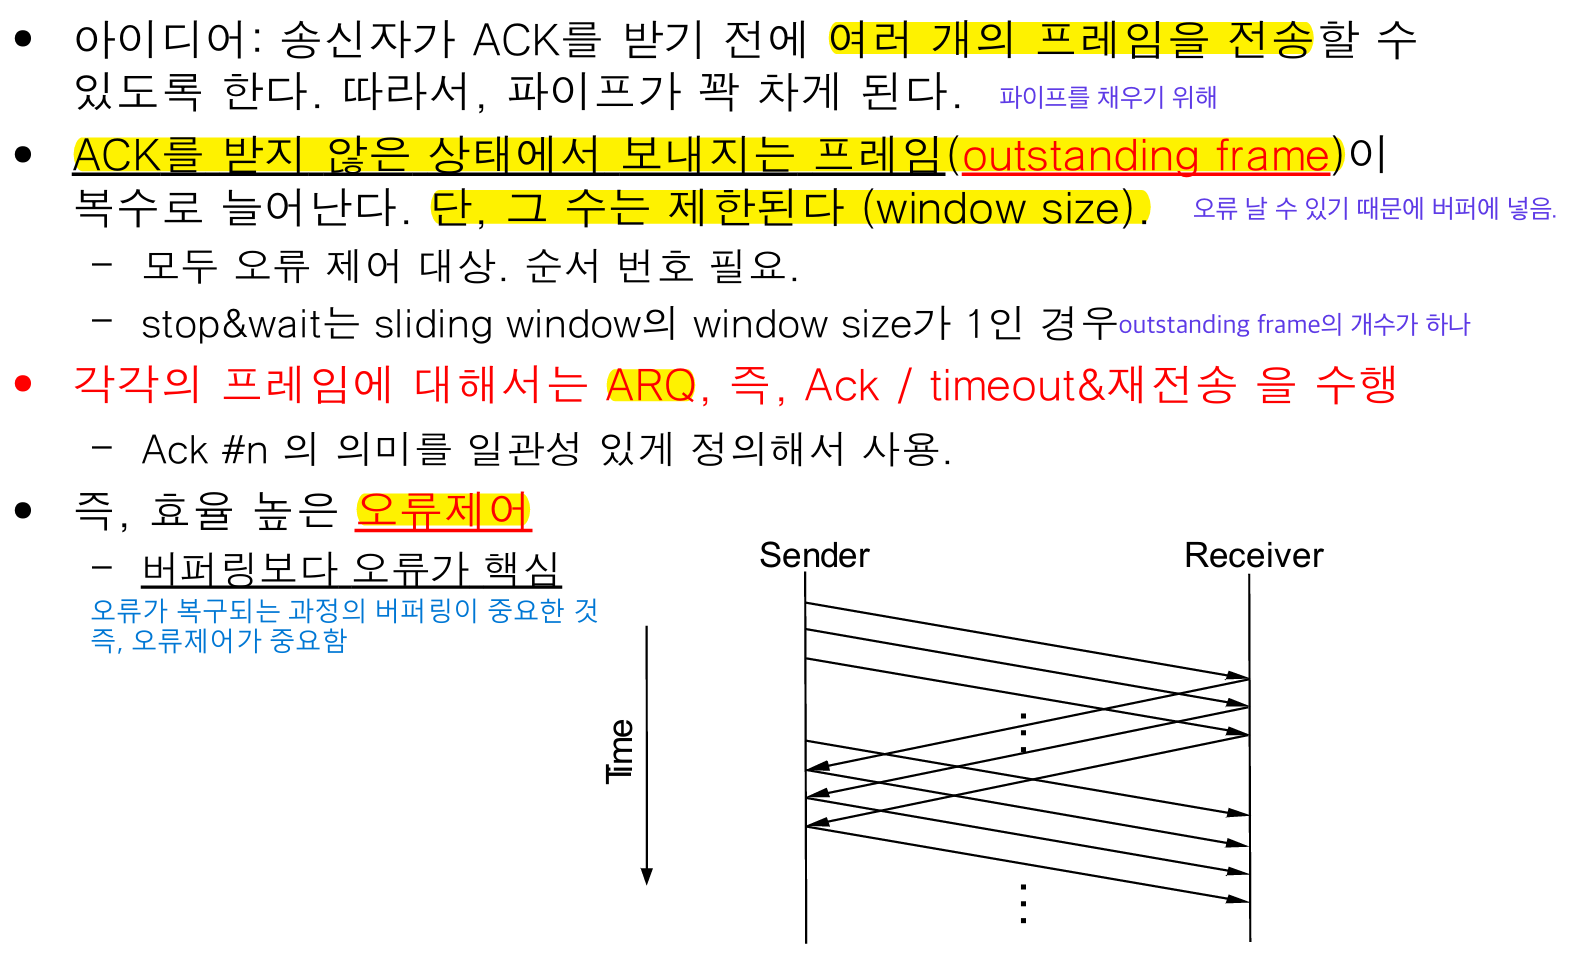 • 아이디어: 송신자가 ACK를 받기 전에 여러 개의 프레임을 전송할 수
있도록 한다. 따라서, 파이프가 꽉 차게 된다. 파이프를 채우기 위해
• ACK를 받지 않은 상태에서 보내지는 프레임(outstanding frame)이
복수로 늘어난다. 단, 그 수는 제한된다 (window size). 오류 날 수 있기 때문에 버퍼에 넣음.
– 모두 오류 제어 대상. 순서 번호 필요.
– stop&wait는 sliding window의 window size가 1인 경우 outstanding frame의 개수가 하나
• 각각의 프레임에 대해서는 ARQ, 즉, Ack / timeout&재전송 을 수행
– Ack #n 의 의미를 일관성 있게 정의해서 사용.
• 즉, 효율 높은 오류제어
– 버퍼링보다 오류가 핵심
오류가 복구되는 과정의 버퍼링이 중요한 것
즉, 오류제어가 중요함
Sender Receiver
Time